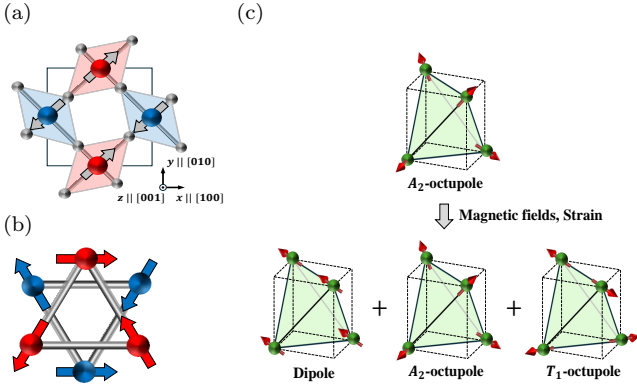 (a)
y || [010]
z || [001]
x || [100]
(b)
(c)
A₂-octupole
Magnetic fields, Strain
+
+
Dipole
A₂-octupole
T₁-octupole